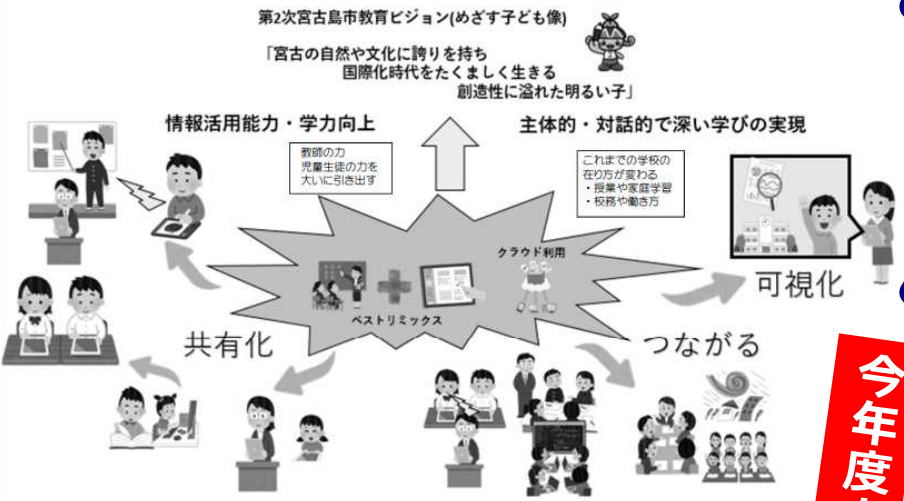 第2次宮古島市教育ビジョン(めざす子ども像)
「宮古の自然や文化に誇りを持ち
国際化時代をたくましく生きる
創造性に溢れた明るい子」
情報活用能力・学力向上
主体的・対話的で深い学びの実現
教師の力
児童生徒の力を
大いに引き出す
これまでの学校の
在り方が変わる
・授業や家庭学習
・校務や働き方
クラウド利用
ベストリミックス
可視化
共有化
つながる
今年度